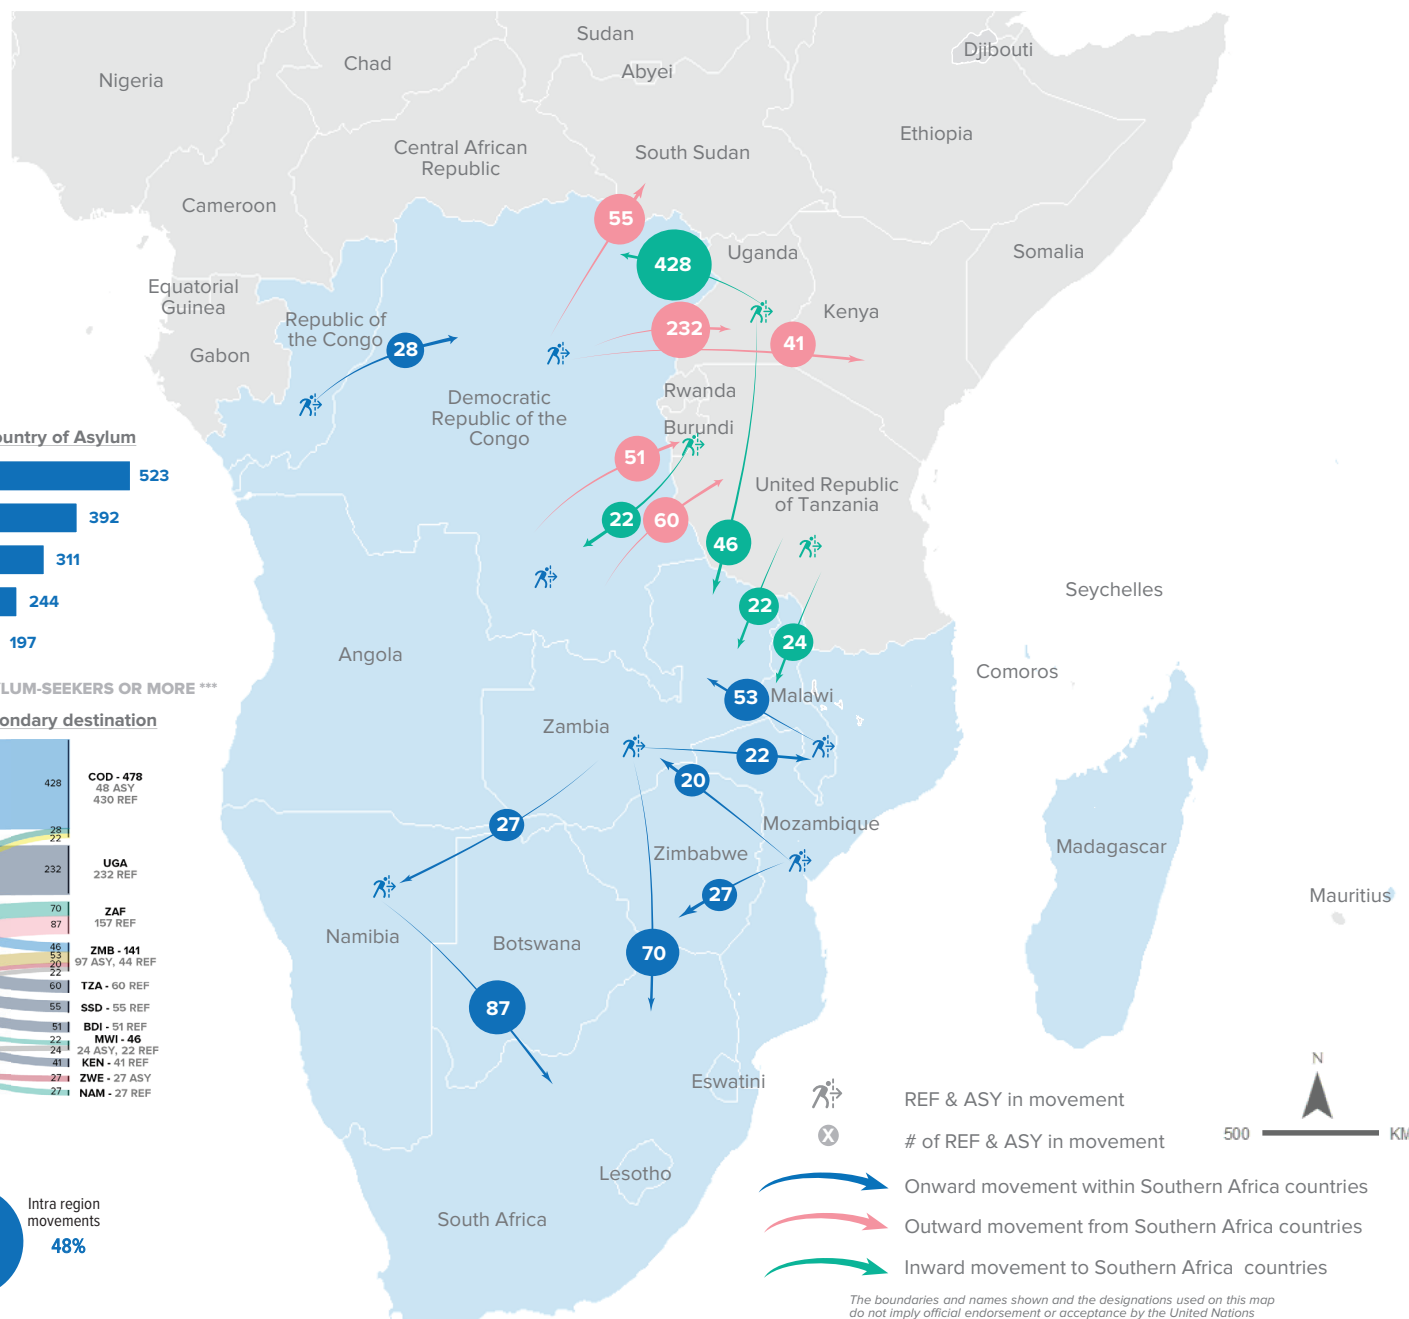 Sudan
Djibouti
Chad
Abyei
Nigeria
Ethiopia
Central African
Republic
South Sudan
Cameroon
55
Uganda
Somalia
428
Equatorial
Guinea
Kenya
Republic of
the Congo
28
232
41
Gabon
Rwanda
Democratic
Republic of the
Congo
Burundi
51
United Republic
of Tanzania
22
60
46
22
24
Seychelles
Comoros
Angola
Malawi
53
Zambia
22
20
27
Mozambique
Zimbabwe
Madagascar
27
Mauritius
Namibia
Botswana
70
87
Eswatini
Lesotho
South Africa
ountry of Asylum
523
392
311
244
197
LUM-SEEKERS OR MORE ***
ondary destination
428
COD - 478
48 ASY
430 REF
28
22
232
UGA
232 REF
70
87
ZAF
157 REF
46
53
20
22
ZMB - 141
97 ASY, 44 REF
60
TZA - 60 REF
55
SSD - 55 REF
51
BDI - 51 REF
22
24
MWI - 46
24 ASY, 22 REF
41
KEN - 41 REF
27
ZWE - 27 ASY
27
NAM - 27 REF
Intra region
movements
48%
REF & ASY in movement
X
# of REF & ASY in movement
Onward movement within Southern Africa countries
Outward movement from Southern Africa countries
Inward movement to Southern Africa countries
N
500
KM
The boundaries and names shown and the designations used on this map
do not imply official endorsement or acceptance by the United Nations